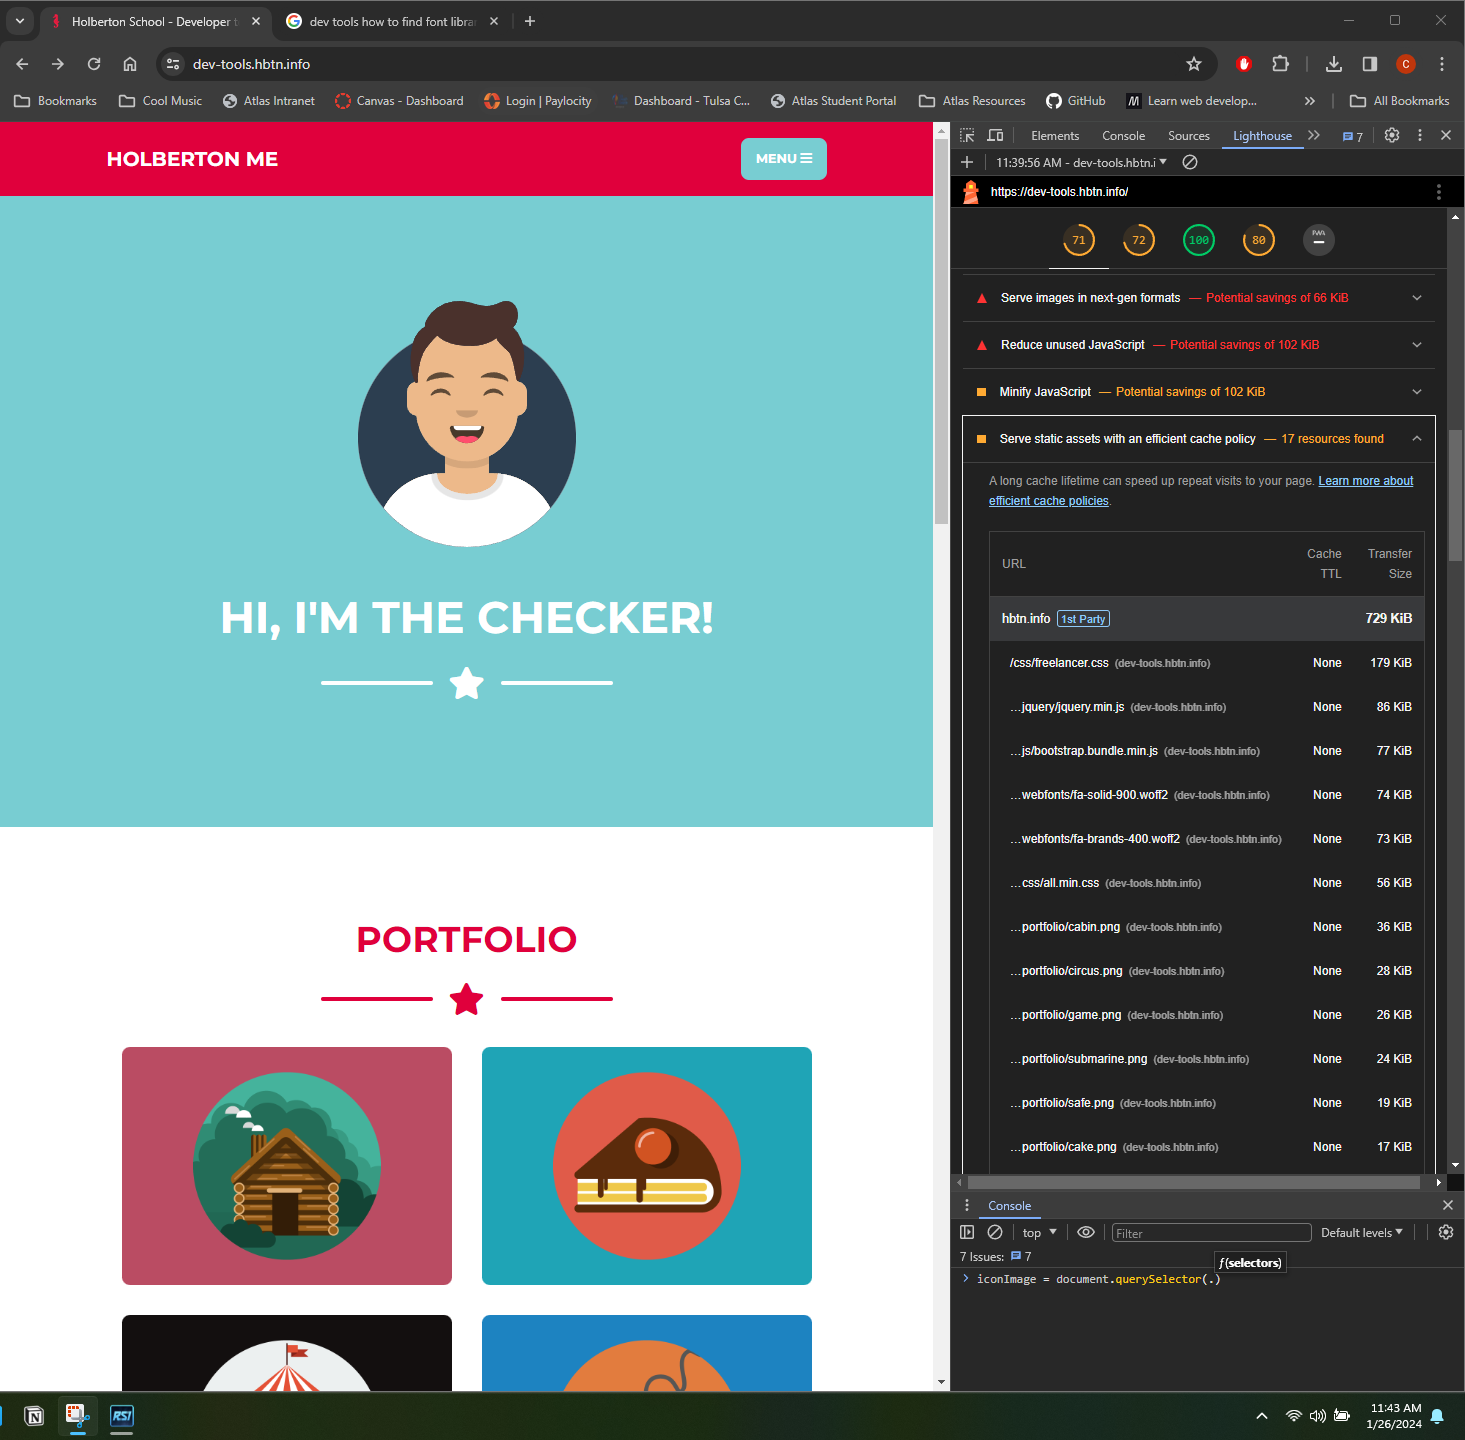 Holberton School - Developer t
dev tools how to find font libra
dev-tools.hbtn.info
C
Bookmarks
Cool Music
Atlas Intranet
Canvas - Dashboard
Login | Paylocity
Dashboard - Tulsa C...
Atlas Student Portal
Atlas Resources
GitHub
M
Learn web develop...
All Bookmarks
HOLBERTON ME
MENU
HI, I'M THE CHECKER!
PORTFOLIO
Elements
Console
Sources
Lighthouse
7
11:39:56 AM - dev-tools.hbtn.i
https://dev-tools.hbtn.info/
71
72
100
80
PWA
Serve images in next-gen formats — Potential savings of 66 KiB
Reduce unused JavaScript — Potential savings of 102 KiB
Minify JavaScript — Potential savings of 102 KiB
Serve static assets with an efficient cache policy — 17 resources found
A long cache lifetime can speed up repeat visits to your page. Learn more about
efficient cache policies.
URL
Cache
TTL
Transfer
Size
hbtn.info 1st Party 729 KiB
/css/freelancer.css (dev-tools.hbtn.info) None 179 KiB
…jquery/jquery.min.js (dev-tools.hbtn.info) None 86 KiB
…js/bootstrap.bundle.min.js (dev-tools.hbtn.info) None 77 KiB
…webfonts/fa-solid-900.woff2 (dev-tools.hbtn.info) None 74 KiB
…webfonts/fa-brands-400.woff2 (dev-tools.hbtn.info) None 73 KiB
…css/all.min.css (dev-tools.hbtn.info) None 56 KiB
…portfolio/cabin.png (dev-tools.hbtn.info) None 36 KiB
…portfolio/circus.png (dev-tools.hbtn.info) None 28 KiB
…portfolio/game.png (dev-tools.hbtn.info) None 26 KiB
…portfolio/submarine.png (dev-tools.hbtn.info) None 24 KiB
…portfolio/safe.png (dev-tools.hbtn.info) None 19 KiB
…portfolio/cake.png (dev-tools.hbtn.info) None 17 KiB
Console
top
Filter
Default levels
7 Issues: 7
ƒ(selectors)
iconImage = document.querySelector(.)
RSI
11:43 AM
1/26/2024